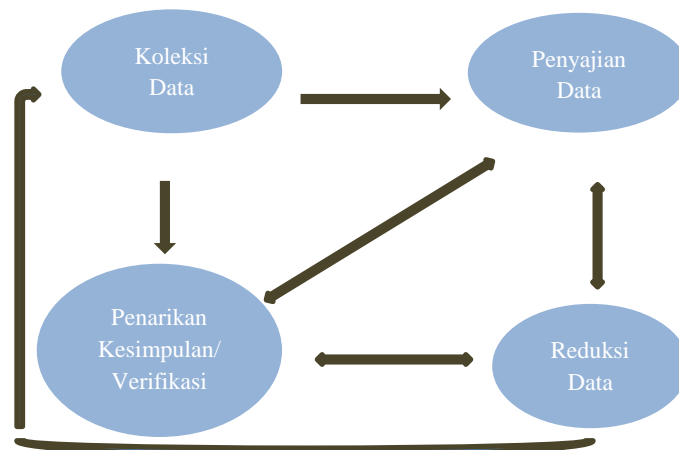 Koleksi
Data
Penyajian
Data
Penarikan
Kesimpulan/
Verifikasi
Reduksi
Data